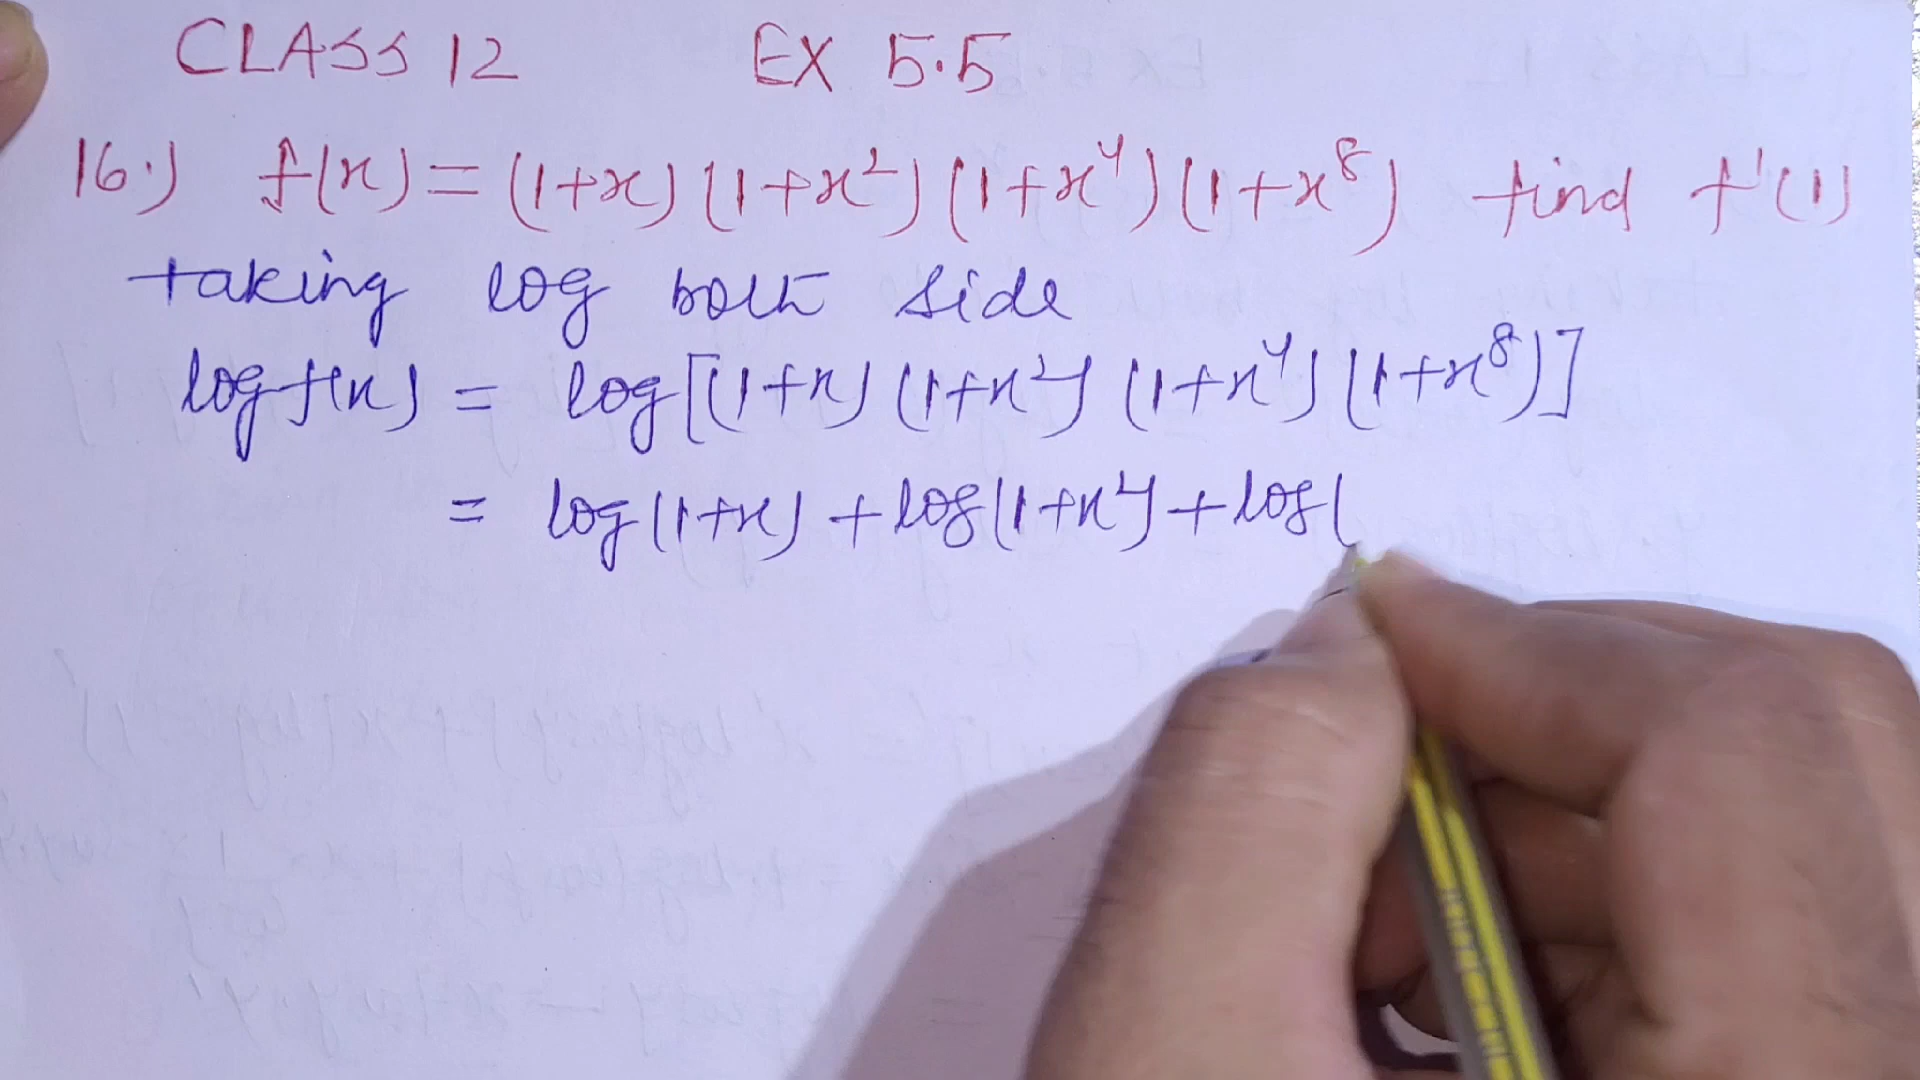 CLASS 12 EX 5.5
16.) f(x) = (1+x) (1+x²) (1+x⁴) (1+x⁸) find f'(1)
taking log both side
log f(x) = log[(1+x) (1+x²) (1+x⁴) (1+x⁸)]
= log(1+x) + log(1+x²) + log(